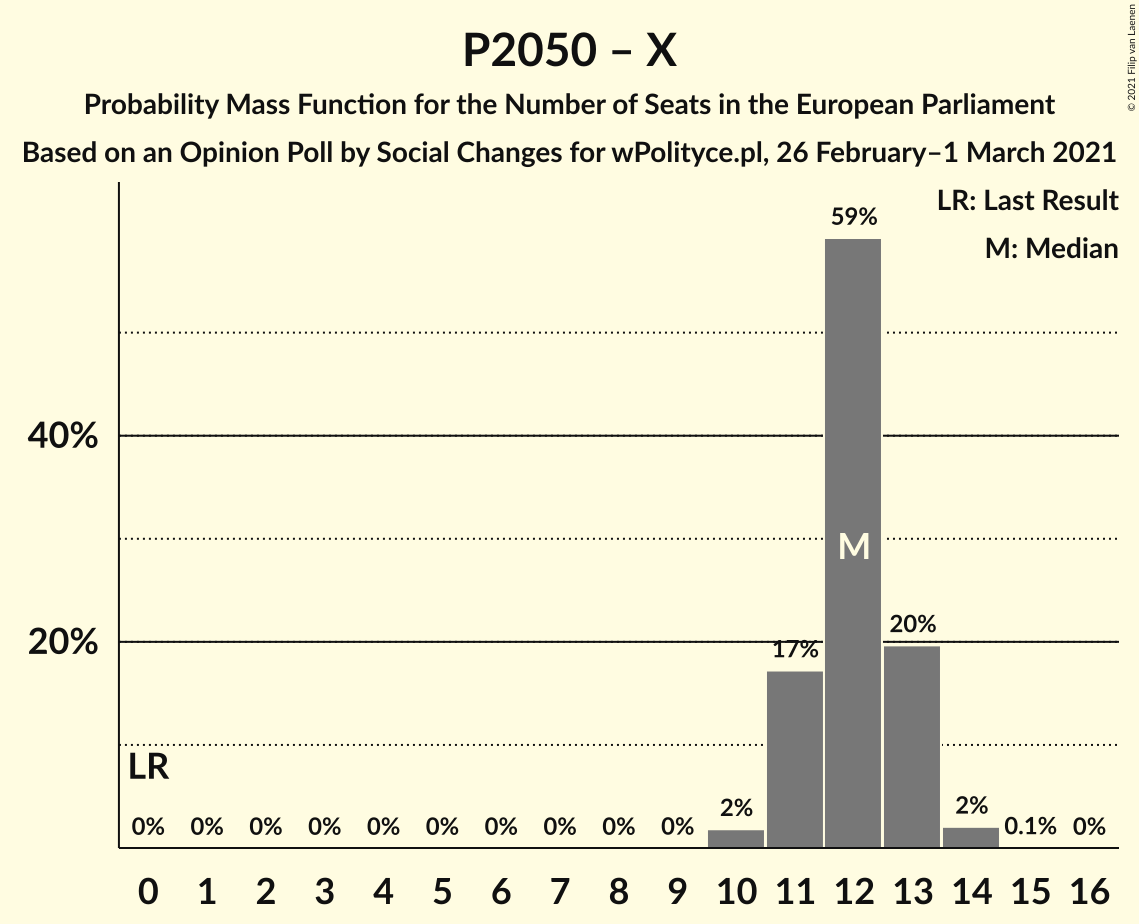 P2050 – X
Probability Mass Function for the Number of Seats in the European Parliament
Based on an Opinion Poll by Social Changes for wPolityce.pl, 26 February–1 March 2021
© 2021 Filip van Laenen
LR: Last Result
M: Median
59%
40%
M
20%
20%
17%
LR
0% 0% 0% 0% 0% 0% 0% 0% 0% 0% 2% 2% 0.1% 0%
0 1 2 3 4 5 6 7 8 9 10 11 12 13 14 15 16